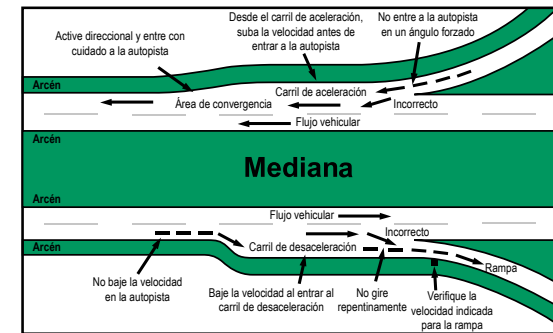 Desde el carril de aceleración,
suba la velocidad antes de
entrar a la autopista
No entre a la autopista
en un ángulo forzado
Active direccional y entre con
cuidado a la autopista
Arcén
Carril de aceleración
Área de convergencia
Incorrecto
Arcén
Flujo vehicular
Mediana
Arcén
Flujo vehicular
Incorrecto
Arcén
Carril de desaceleración
Rampa
No baje la velocidad
en la autopista
Baje la velocidad al entrar al
carril de desaceleración
No gire
repentinamente
Verifique la
velocidad indicada
para la rampa